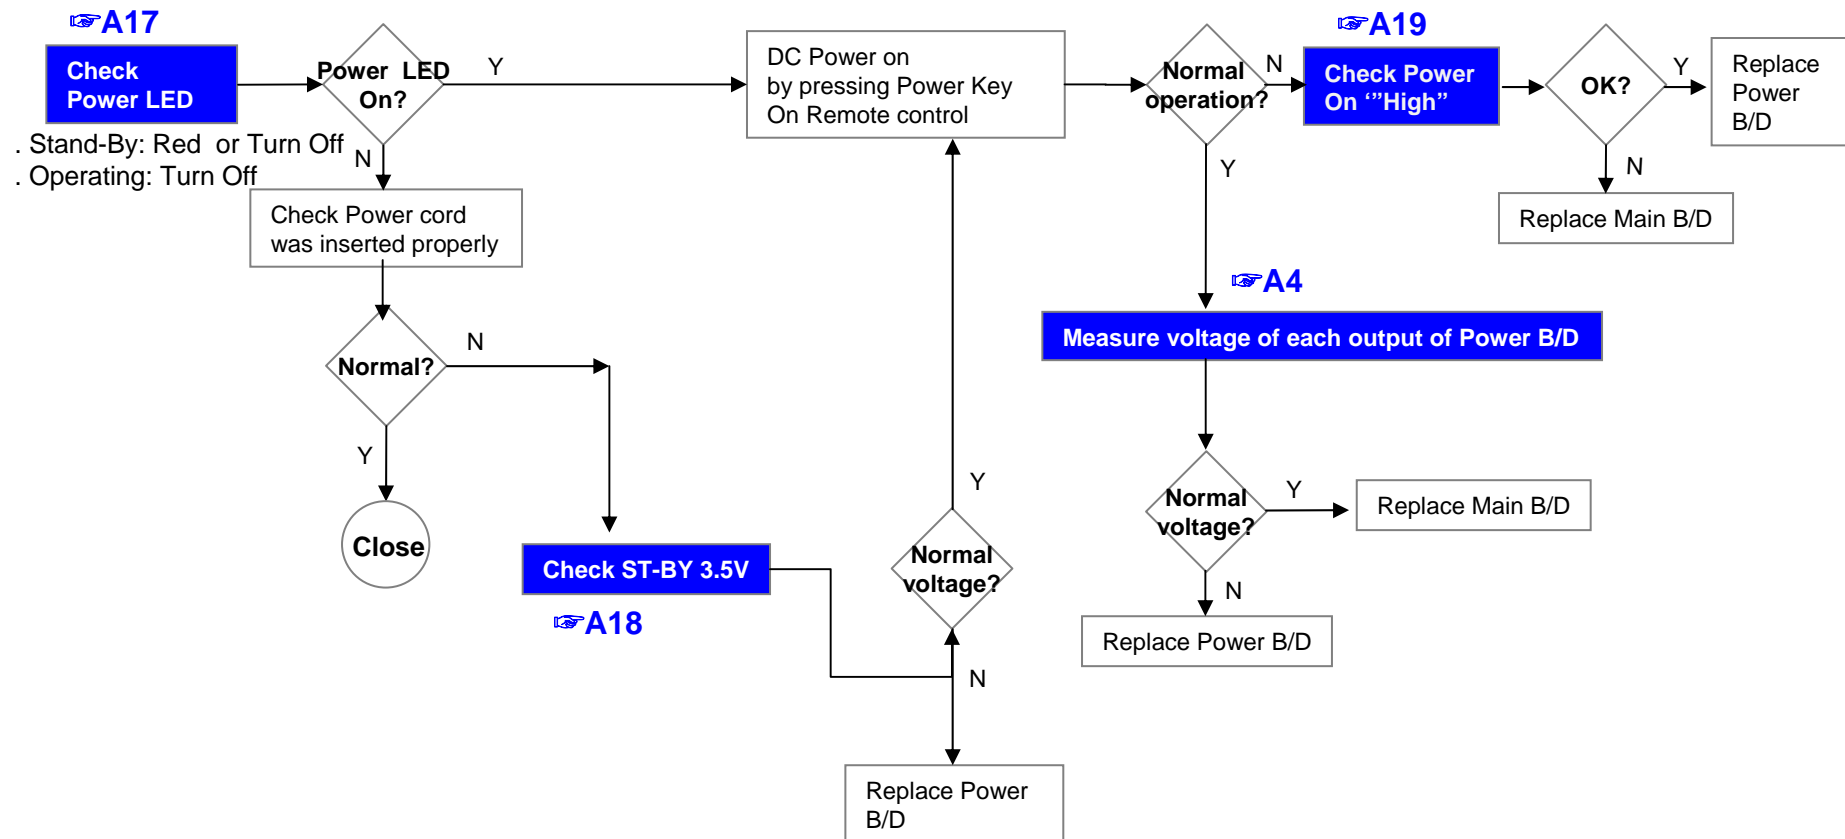 ☞A17
Check
Power LED
. Stand-By: Red or Turn Off
. Operating: Turn Off
Power LED
On?
Y
N
Check Power cord
was inserted properly
Normal?
N
Y
Close
Check ST-BY 3.5V
☞A18
Normal
voltage?
Y
N
Replace Power
B/D
DC Power on
by pressing Power Key
On Remote control
Normal
operation?
N
Y
☞A19
Check Power
On ‘”High”
OK?
Y
Replace
Power
B/D
N
Replace Main B/D
☞A4
Measure voltage of each output of Power B/D
Normal
voltage?
Y
Replace Main B/D
N
Replace Power B/D